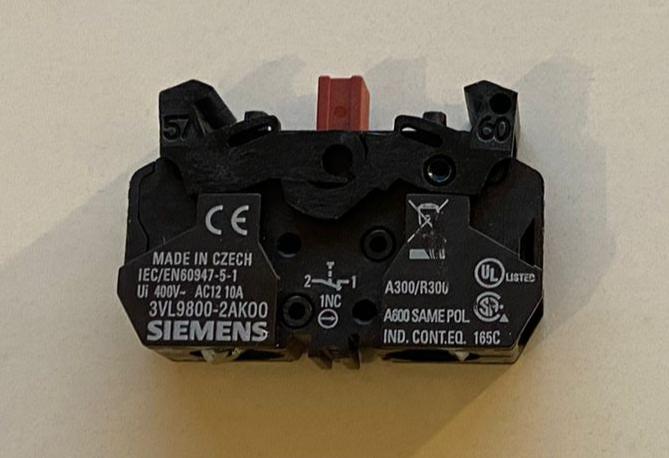 57
60
CE
MADE IN CZECH
IEC/EN60947-5-1
Ui 400V~ AC12 10A
3VL9800-2AK00
SIEMENS
2 1
1NC
A300/R300
UL LISTED
A600 SAME POL
IND. CONT.EQ. 165C